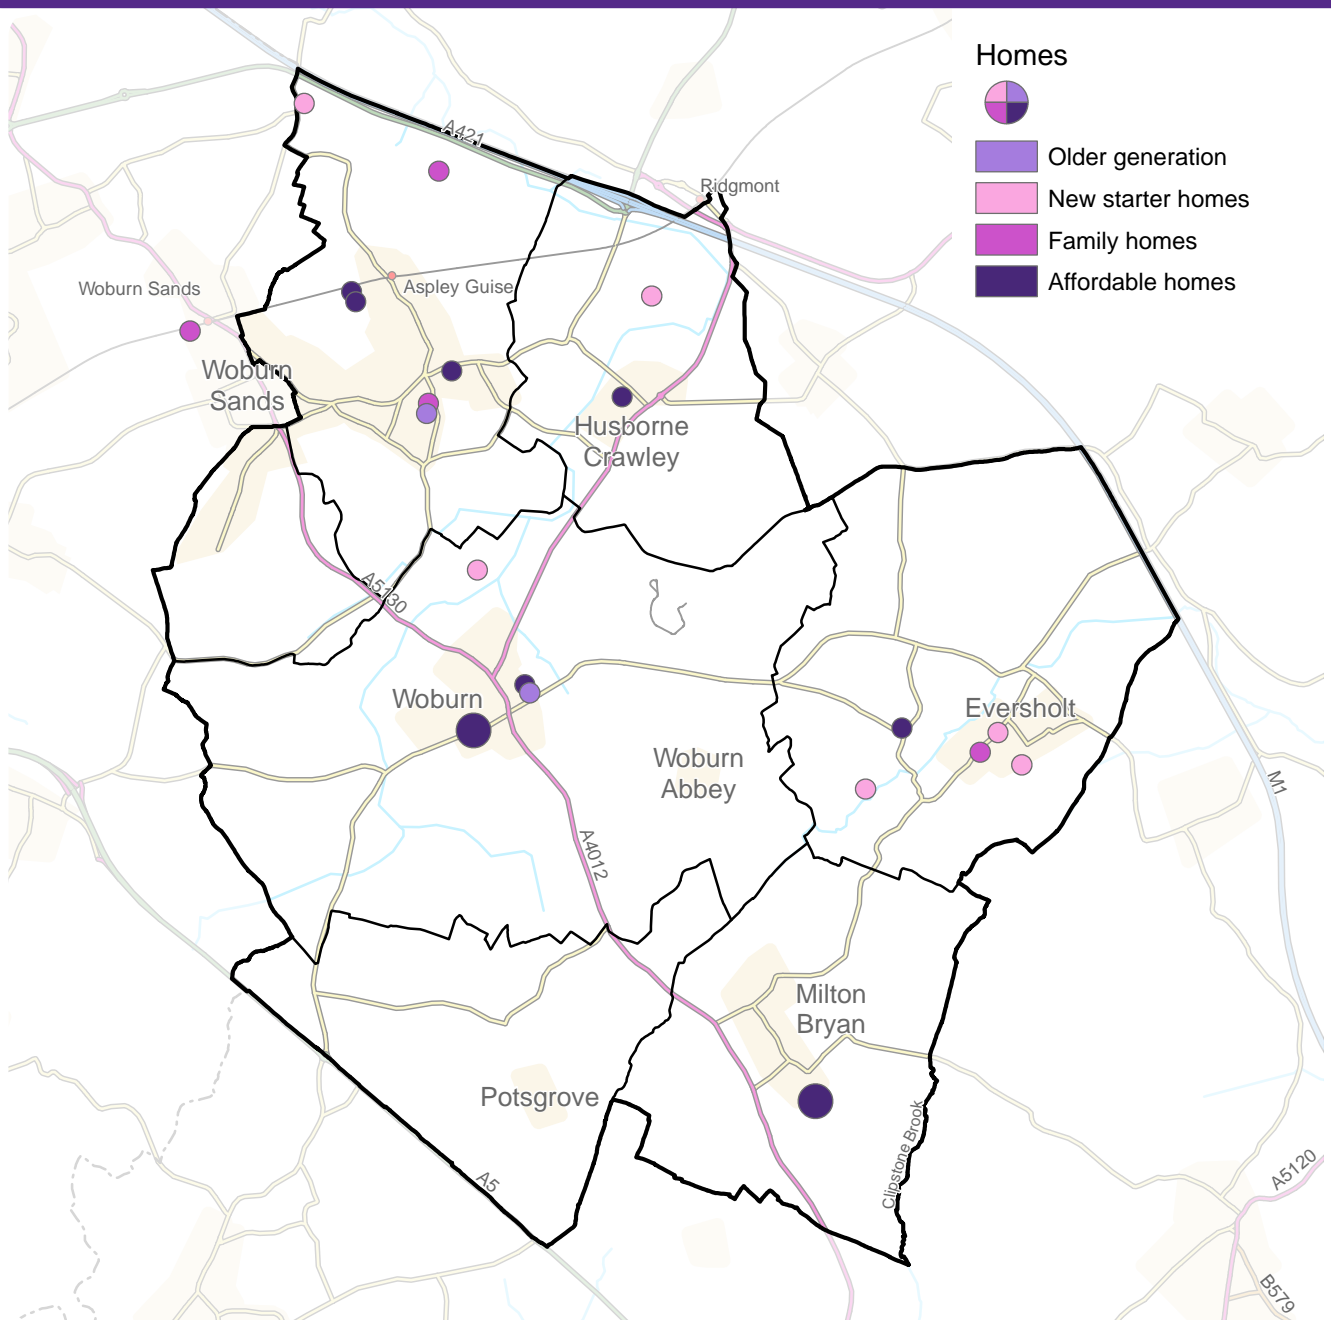 Homes
Older generation
New starter homes
Family homes
Affordable homes
A421
Ridgmont
Woburn Sands
Aspley Guise
Woburn
Sands
Husborne
Crawley
A5130
Woburn
Eversholt
Woburn
Abbey
M1
A4012
Milton
Bryan
Potsgrove
Clipstone Brook
A5
A5120
B579